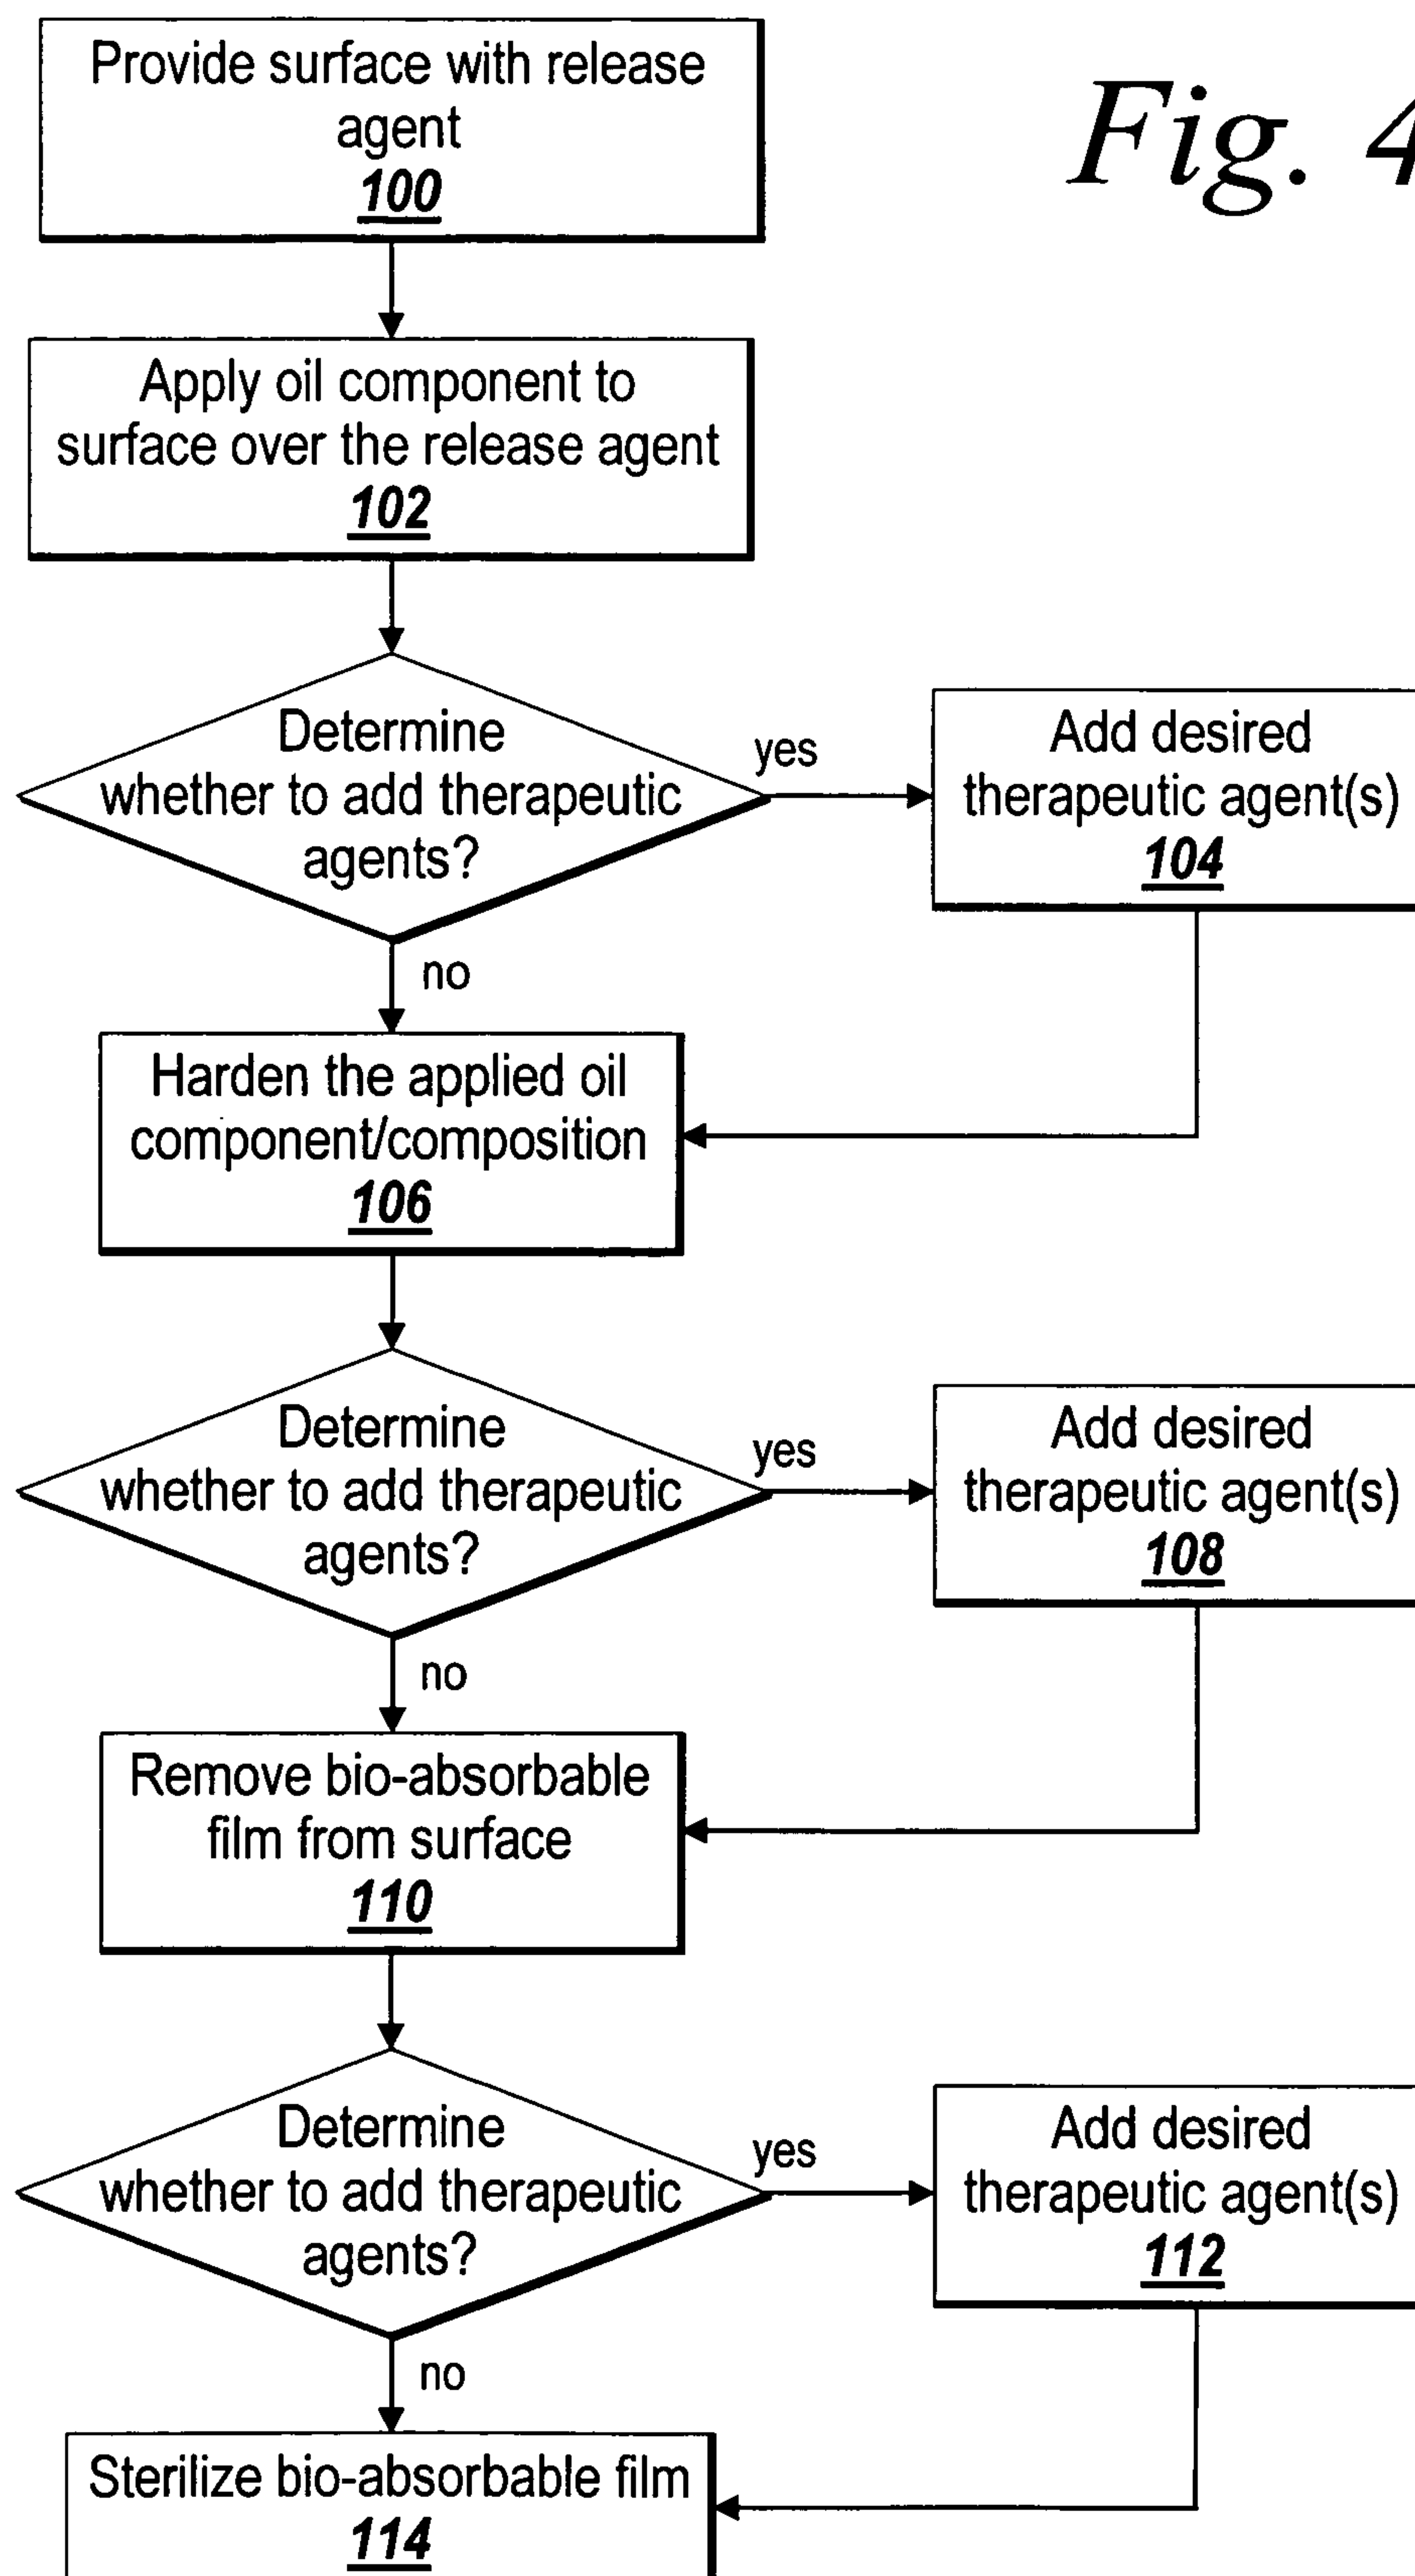 Provide surface with release
agent
100
Fig. 4
Apply oil component to
surface over the release agent
102
Determine
whether to add therapeutic
agents?
yes
Add desired
therapeutic agent(s)
104
no
Harden the applied oil
component/composition
106
Determine
whether to add therapeutic
agents?
yes
Add desired
therapeutic agent(s)
108
no
Remove bio-absorbable
film from surface
110
Determine
whether to add therapeutic
agents?
yes
Add desired
therapeutic agent(s)
112
no
Sterilize bio-absorbable film
114